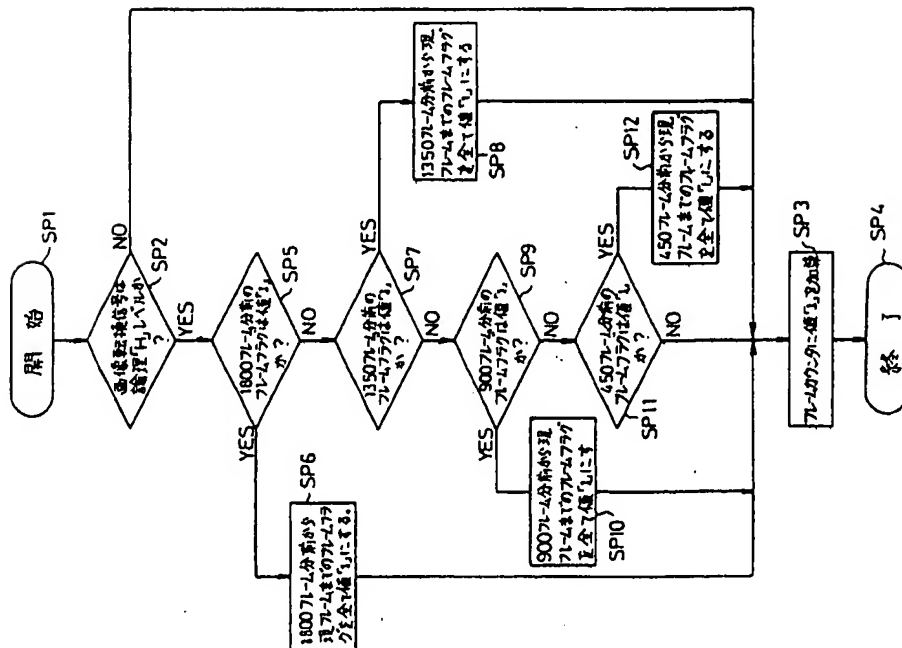 開始
SP1
画像転換信号は
論理「H」レベルか
?
SP2
NO
YES
1800フレーム分前の
フレームフラグは値「1」
か?
SP5
YES
NO
SP6
1800フレーム分前から
現フレームまでのフレームフラ
グを全て値「1」にする。
1350フレーム分前の
フレームフラグは値「1」
か?
SP7
YES
NO
1350フレーム分前から現
フレームまでのフレームフラグ
を全て値「1」にする
SP8
900フレーム分前の
フレームフラグは値「1」
か?
SP9
YES
NO
900フレーム分前から現
フレームまでのフレームフラグ
を全て値「1」にす
SP10
450フレーム分前の
フレームフラグは値「1」
か?
SP11
YES
NO
SP12
450フレーム分前から現
フレームまでのフレームフラグ
を全て値「1」にする
フレームカウンタに値「1」を加算
SP3
終了
SP4